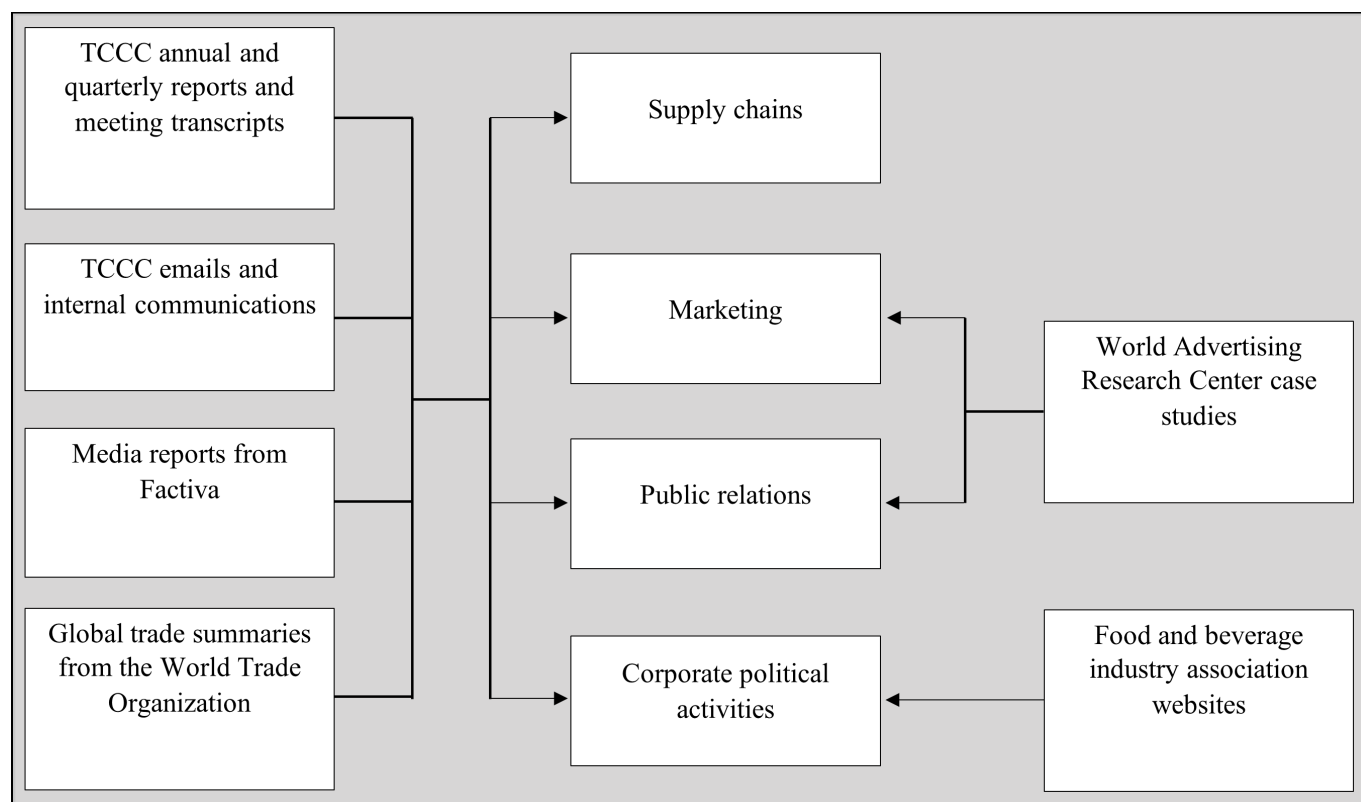 TCCC annual and
quarterly reports and
meeting transcripts
TCCC emails and
internal communications
Media reports from
Factiva
Global trade summaries
from the World Trade
Organization
Supply chains
Marketing
Public relations
Corporate political
activities
World Advertising
Research Center case
studies
Food and beverage
industry association
websites